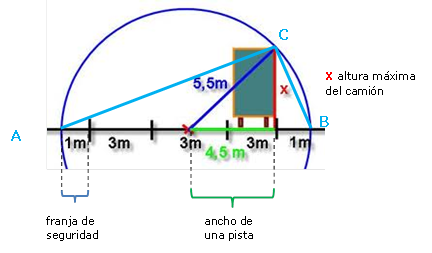 C
5,5m
x
x altura máxima
del camión
A
B
1m
3m
3m
3m
1m
4,5 m
franja de
seguridad
ancho de
una pista